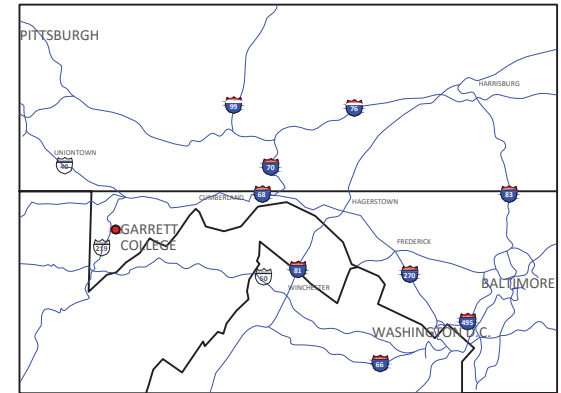 PITTSBURGH
HARRISBURG
99
76
UNIONTOWN
40
70
CUMBERLAND
68
HAGERSTOWN
83
GARRETT
COLLEGE
219
FREDERICK
50
81
270
WINCHESTER
BALTIMORE
495
WASHINGTON D.C.
66